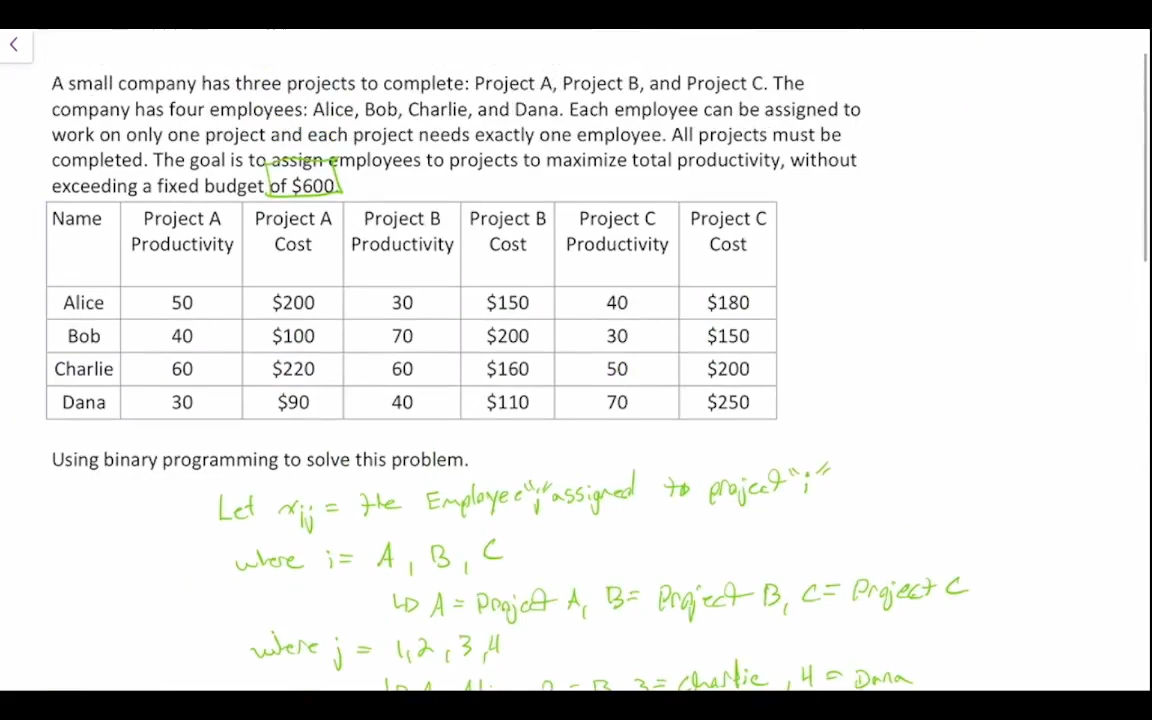 A small company has three projects to complete: Project A, Project B, and Project C. The
company has four employees: Alice, Bob, Charlie, and Dana. Each employee can be assigned to
work on only one project and each project needs exactly one employee. All projects must be
completed. The goal is to assign employees to projects to maximize total productivity, without
exceeding a fixed budget of $600.
Name Project A Productivity Project A Cost Project B Productivity Project B Cost Project C Productivity Project C Cost
Alice 50 $200 30 $150 40 $180
Bob 40 $100 70 $200 30 $150
Charlie 60 $220 60 $160 50 $200
Dana 30 $90 40 $110 70 $250
Using binary programming to solve this problem.
Let xij = the Employee "j" assigned to project "i"
where i = A, B, C
↳ A = Project A, B = Project B, C = Project C
where j = 1, 2, 3, 4
3 = Charlie, 4 = Dana